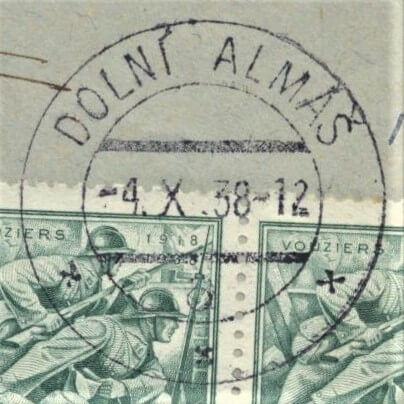 DOLNÍ ALMÁŠ
-4.X.38-12
VOUZIERS 1918
VOUZIERS